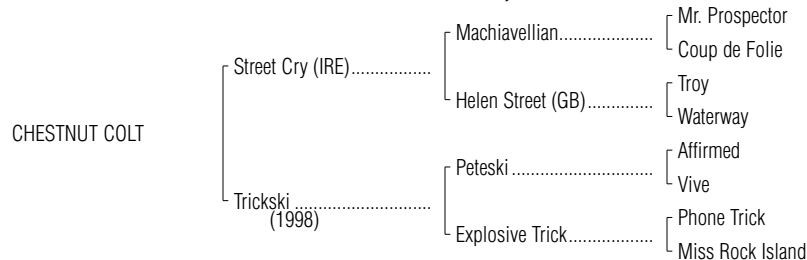 Mr. Prospector
Machiavellian....................
Coup de Folie
Street Cry (IRE).................
Troy
Helen Street (GB)..............
Waterway
CHESTNUT COLT
Affirmed
Peteski..............................
Vive
Trickski .............................
(1998)
Phone Trick
Explosive Trick..................
Miss Rock Island